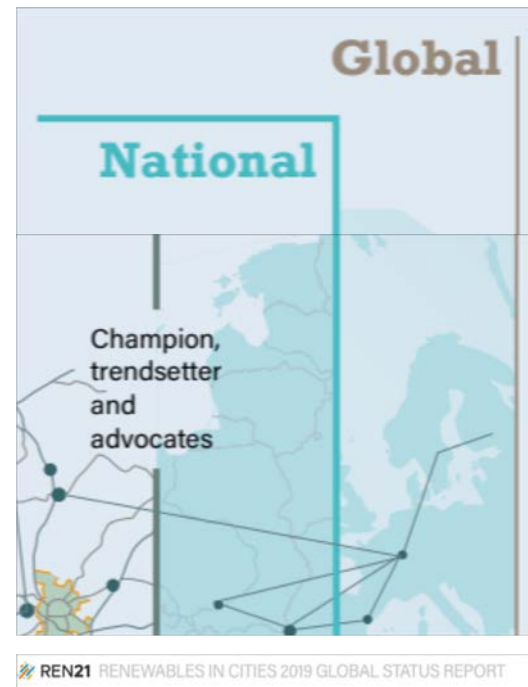 Global
National
Champion,
trendsetter
and
advocates
REN21 RENEWABLES IN CITIES 2019 GLOBAL STATUS REPORT